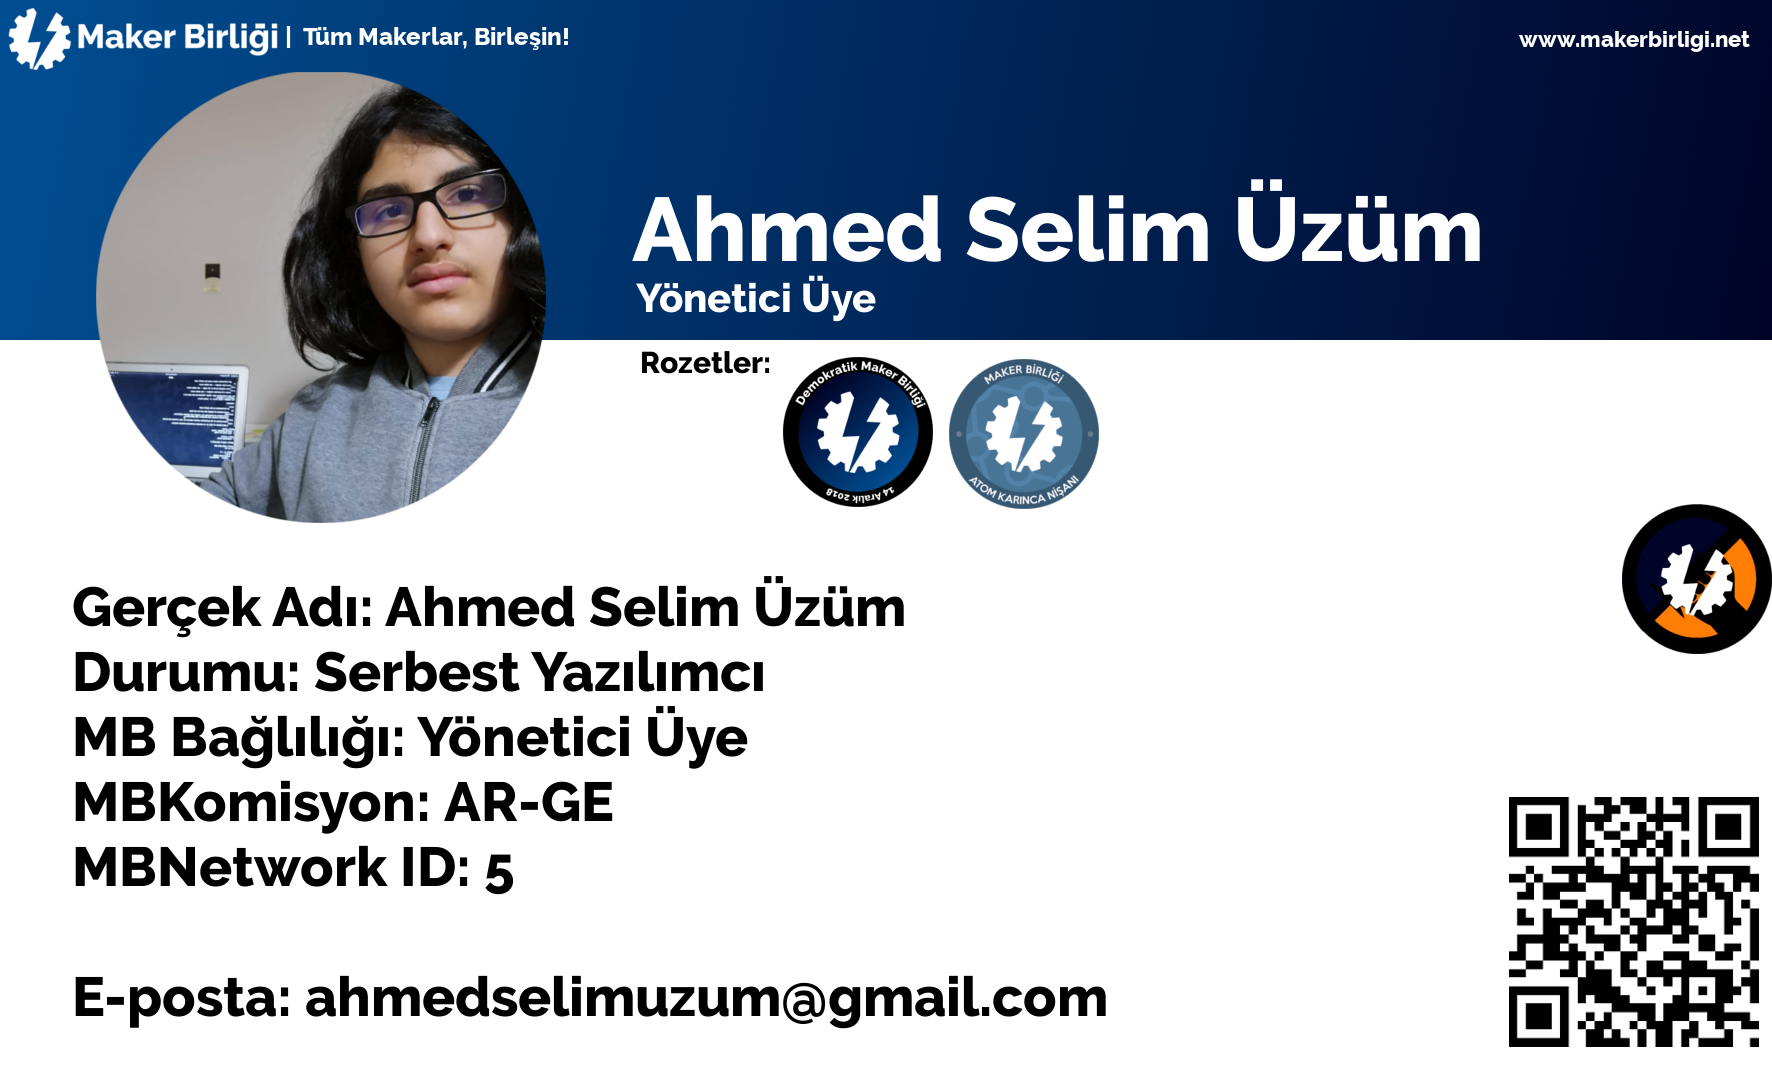 Maker Birliği | Tüm Makerlar, Birleşin!
www.makerbirligi.net
Ahmed Selim Üzüm
Yönetici Üye
Rozetler:
Demokratik Maker Birliği
14 Aralık 2018
MAKER BİRLİĞİ
ATOM KARINCA NİŞANI
Gerçek Adı: Ahmed Selim Üzüm
Durumu: Serbest Yazılımcı
MB Bağlılığı: Yönetici Üye
MBKomisyon: AR-GE
MBNetwork ID: 5
E-posta: ahmedselimuzum@gmail.com